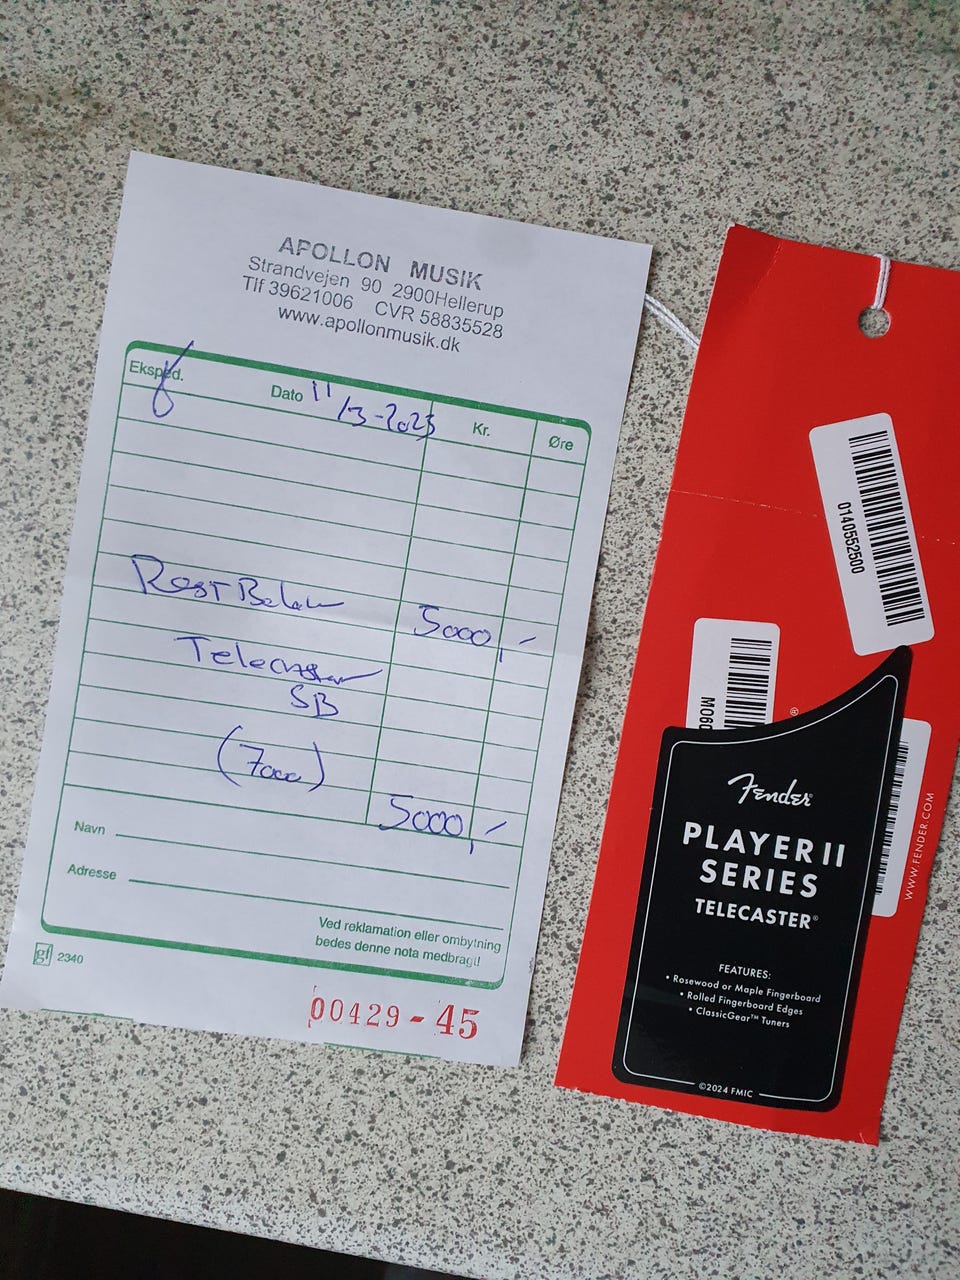 APOLLON MUSIK
Strandvejen 90 2900Hellerup
Tlf 39621006 CVR 58835528
www.apollonmusik.dk
Eksped. Dato 11/3-2025 Kr. Øre
Rest Beløb 5000,-
Telecaster
SB
(7000)
5000,-
Navn
Adresse
Ved reklamation eller ombytning
bedes denne nota medbragt!
gf 2340
00429-45
0140552500
®
Fender®
PLAYER II
SERIES
TELECASTER®
FEATURES:
• Rosewood or Maple Fingerboard
• Rolled Fingerboard Edges
• ClassicGear™ Tuners
©2024 FMIC
WWW.FENDER.COM